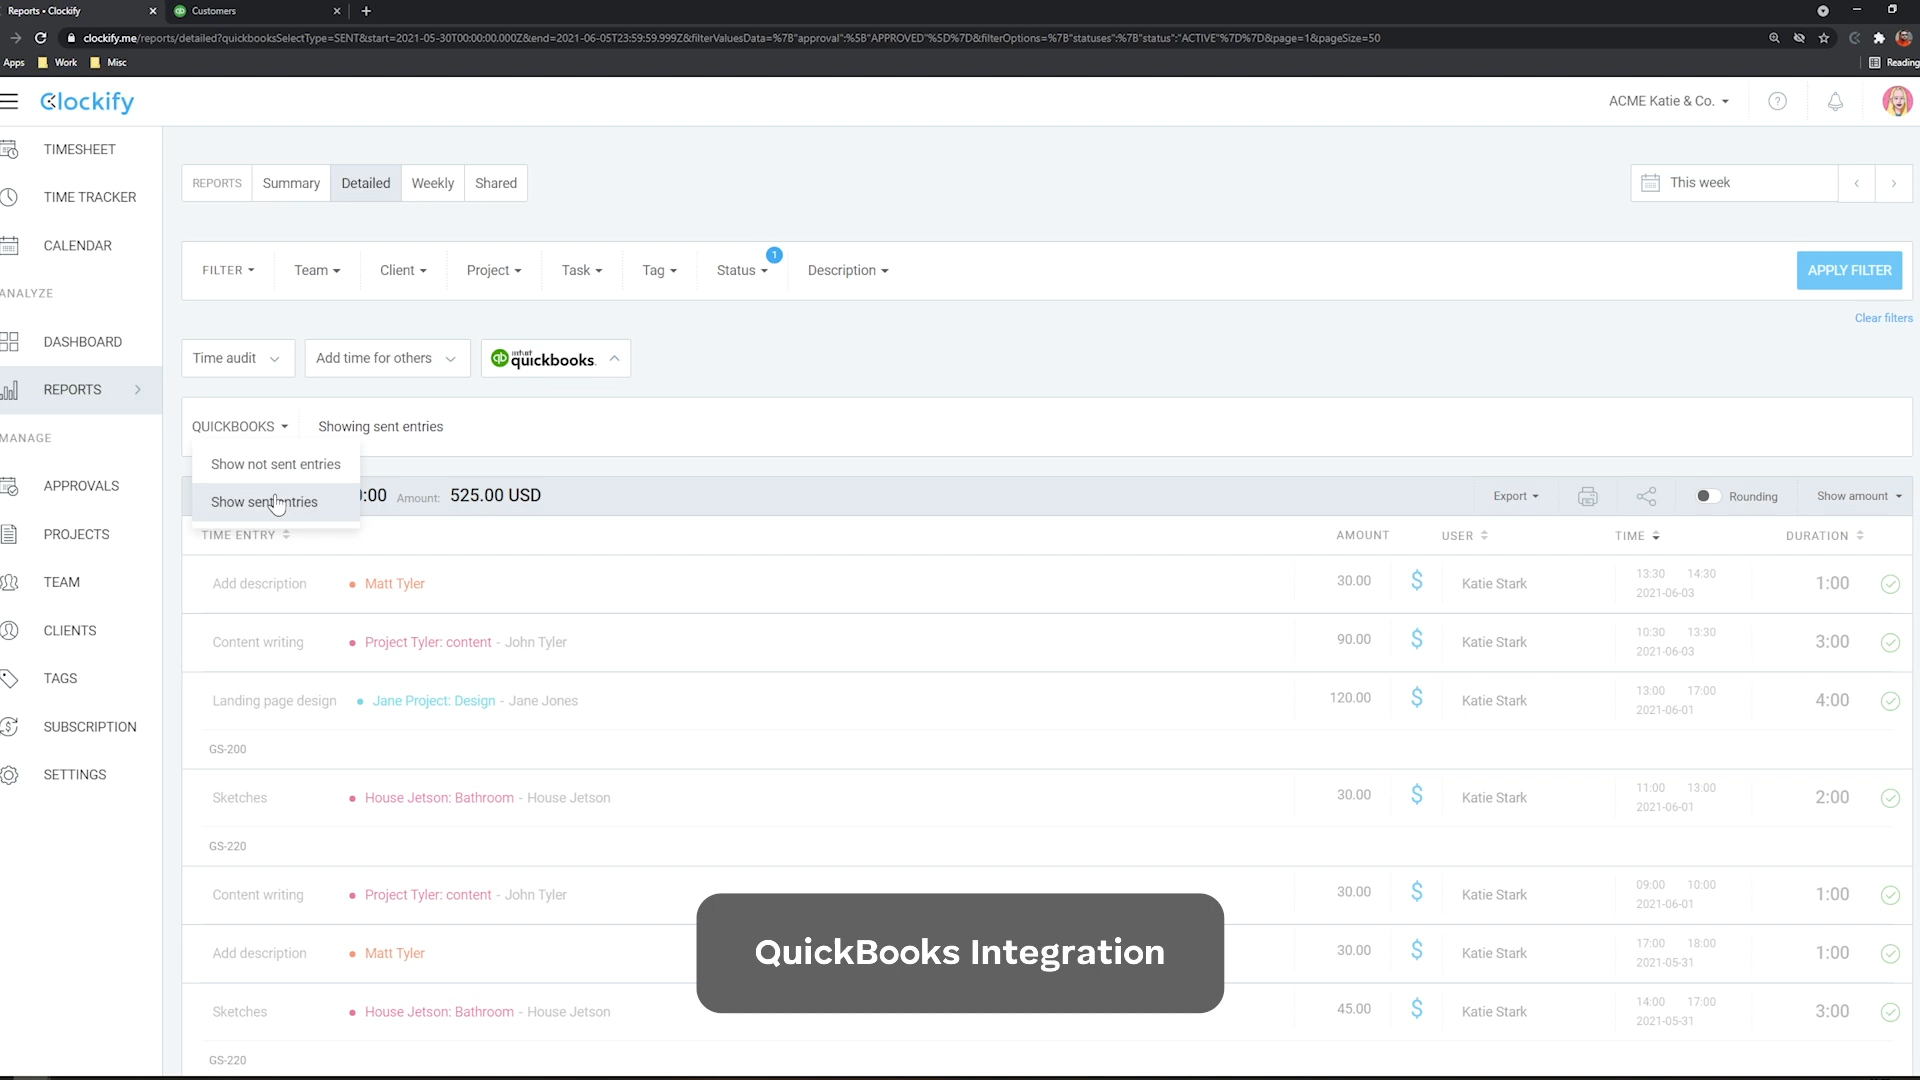 Reports • Clockify
Customers
clockify.me/reports/detailed?quickbooksSelectType=SENT&start=2021-05-30T00:00:00.000Z&end=2021-06-05T23:59:59.999Z&filterValuesData=%7B"approval":%5B"APPROVED"%5D%7D&filterOptions=%7B"statuses":%7B"status":"ACTIVE"%7D%7D&page=1&pageSize=50
Apps
Work
Misc
Reading
Clockify
ACME Katie & Co.
TIMESHEET
TIME TRACKER
CALENDAR
ANALYZE
DASHBOARD
REPORTS
MANAGE
APPROVALS
PROJECTS
TEAM
CLIENTS
TAGS
SUBSCRIPTION
SETTINGS
REPORTS Summary Detailed Weekly Shared
This week
FILTER Team Client Project Task Tag Status 1 Description
APPLY FILTER
Clear filters
Time audit
Add time for others
intuit quickbooks.
QUICKBOOKS
Showing sent entries
Show not sent entries
Show sent entries
:00 Amount: 525.00 USD
Export
Rounding
Show amount
TIME ENTRY AMOUNT USER TIME DURATION
Add description • Matt Tyler 30.00 $ Katie Stark 13:30 14:30 1:00
2021-06-03
Content writing • Project Tyler: content - John Tyler 90.00 $ Katie Stark 10:30 13:30 3:00
2021-06-03
Landing page design • Jane Project: Design - Jane Jones 120.00 $ Katie Stark 13:00 17:00 4:00
2021-06-01
GS-200
Sketches • House Jetson: Bathroom - House Jetson 30.00 $ Katie Stark 11:00 13:00 2:00
2021-06-01
GS-220
Content writing • Project Tyler: content - John Tyler 30.00 $ Katie Stark 09:00 10:00 1:00
2021-06-01
Add description • Matt Tyler 30.00 $ Katie Stark 17:00 18:00 1:00
2021-05-31
Sketches • House Jetson: Bathroom - House Jetson 45.00 $ Katie Stark 14:00 17:00 3:00
2021-05-31
GS-220
QuickBooks Integration